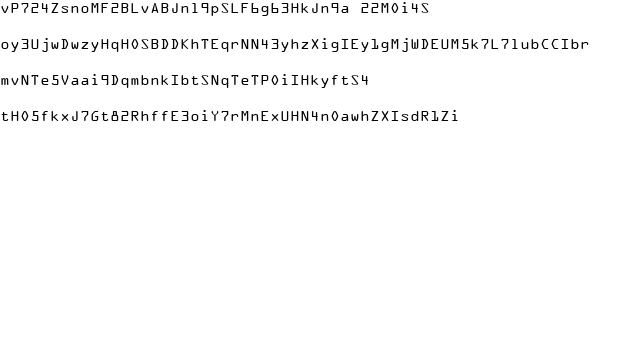 vP724ZsnoMF2BLvABJnl9pSLF6g63HkJn9a 22M0i4S
oy3UjwDwzyHqH0SBDDKhTEqrNN43yhzXigIEy1gMjWDEUM5k7L7lubCCIbr
mvNTe5Vaai9DqmbnkIbtSNqTeTP0iIHkyftS4
tH05fkxJ7Gt82RhffE3oiY7rMnExUHN4n0awhZXIsdR1Zi